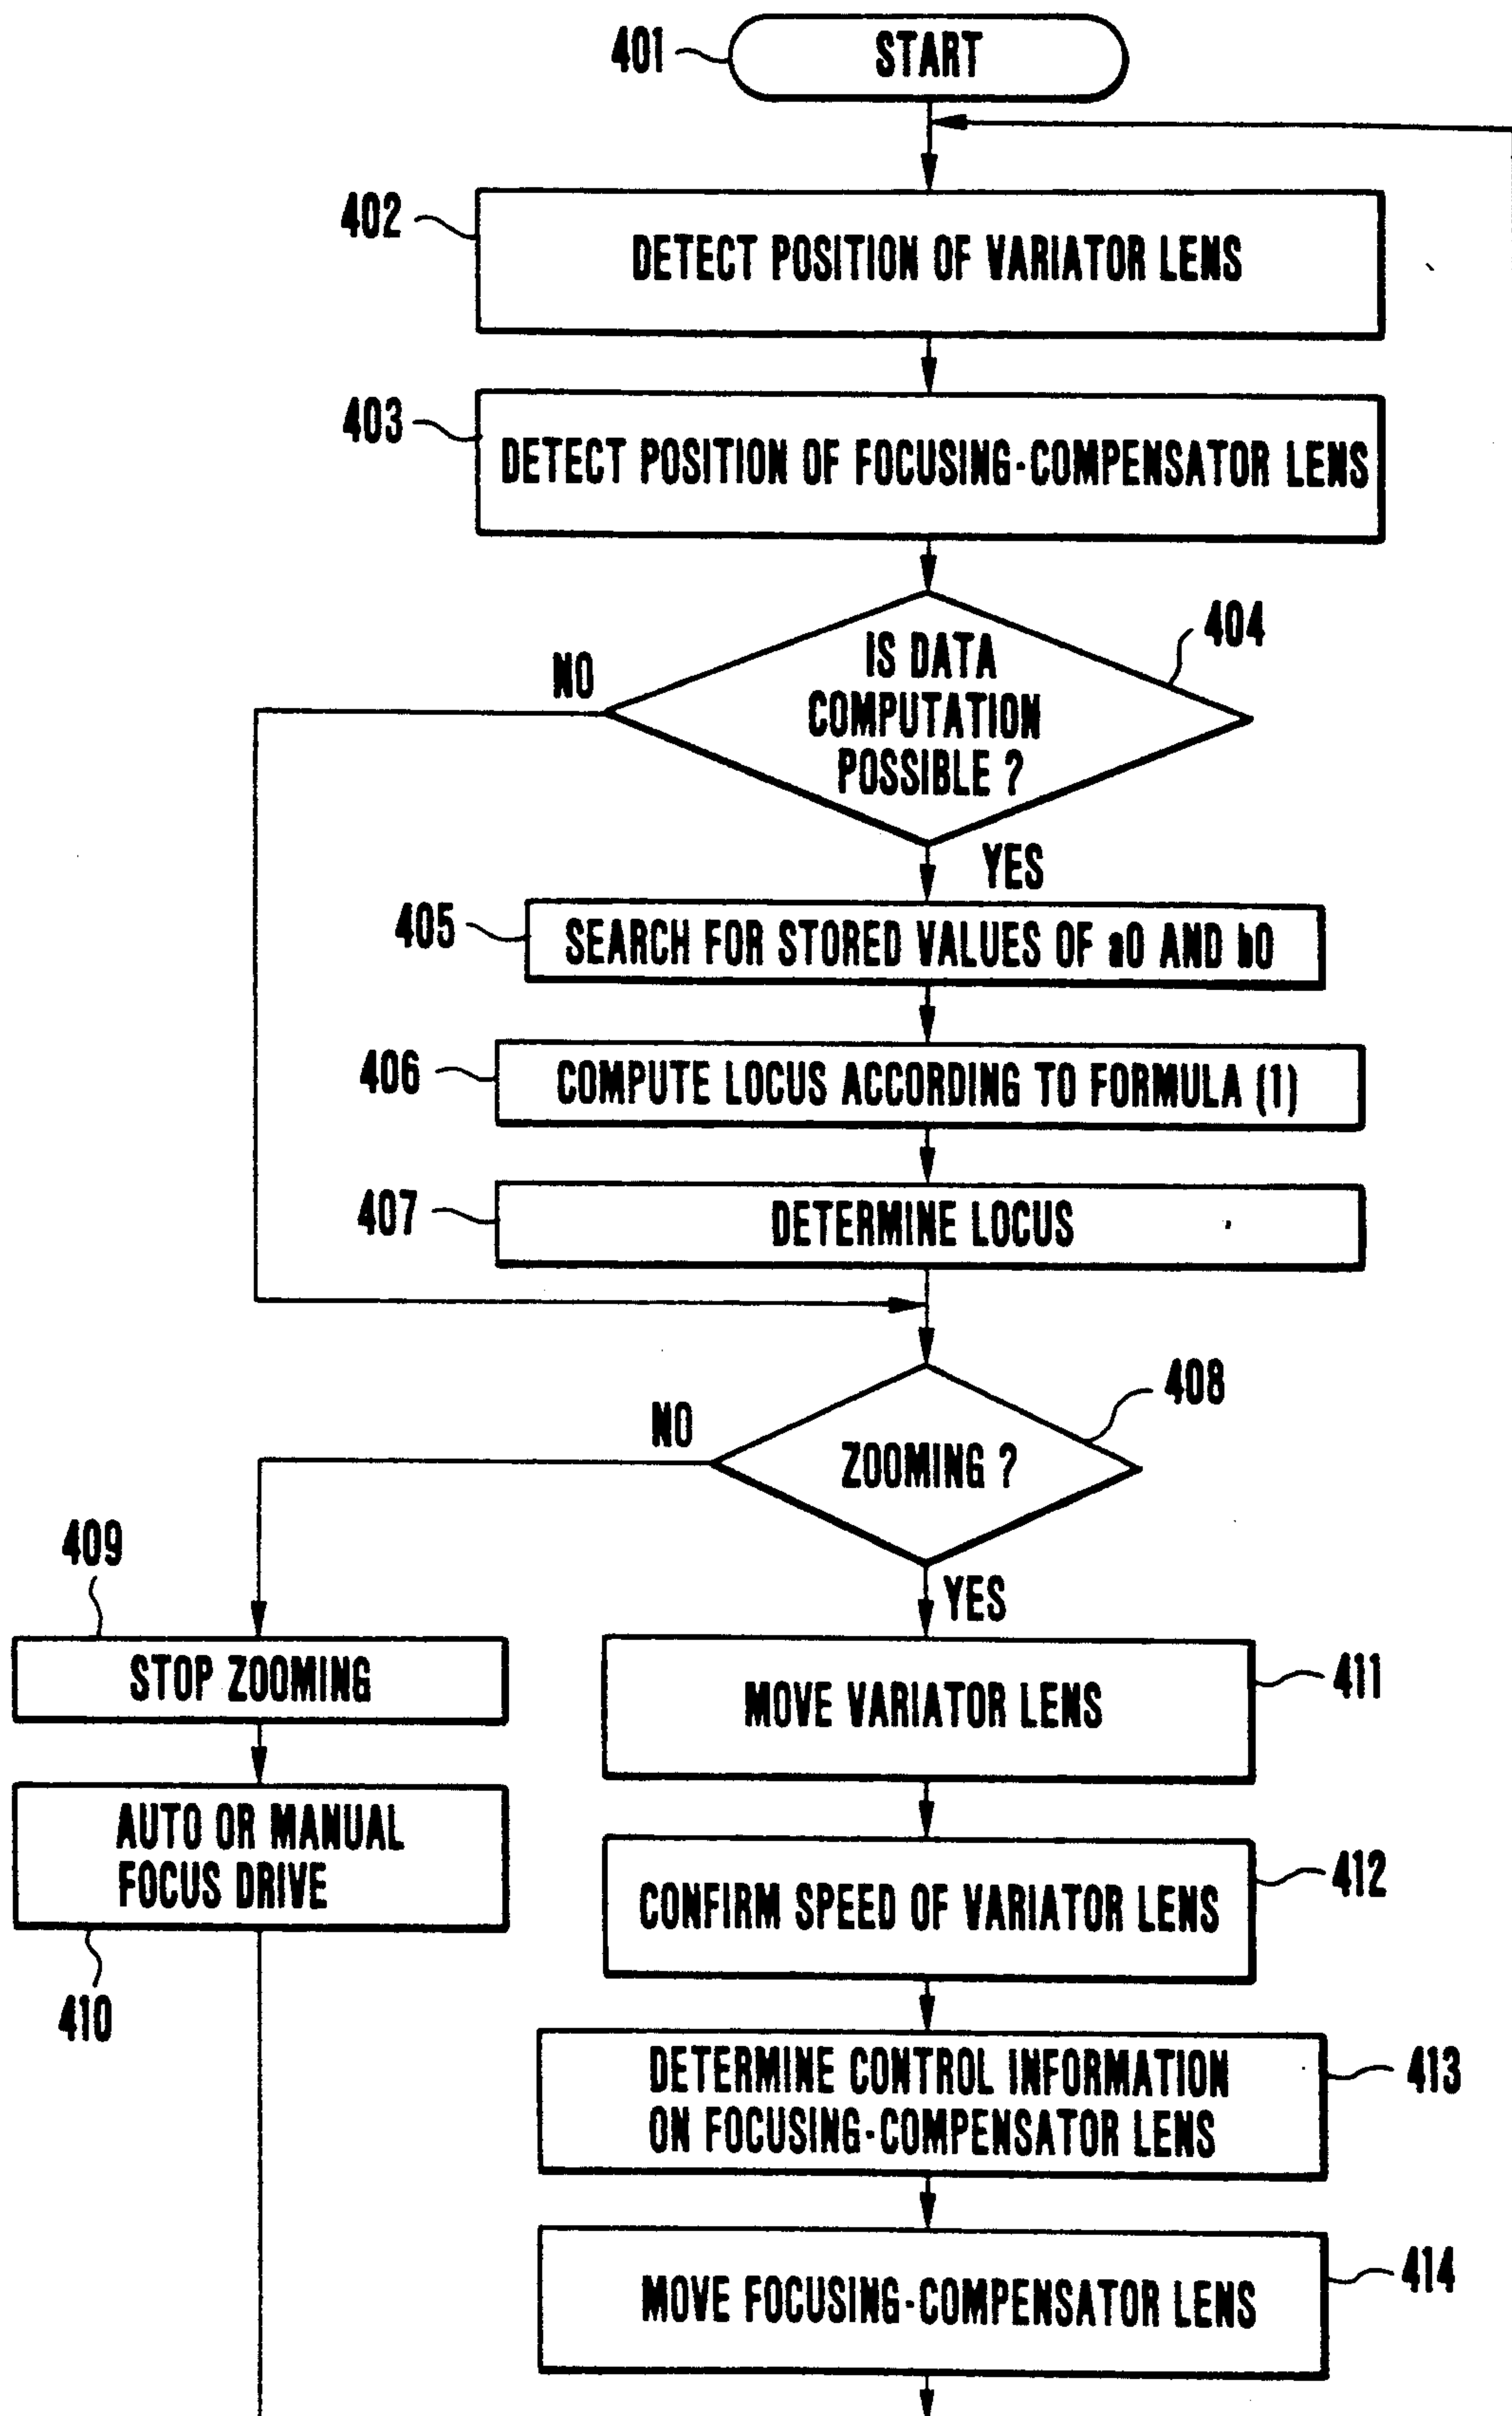 401
START
402
DETECT POSITION OF VARIATOR LENS
403
DETECT POSITION OF FOCUSING-COMPENSATOR LENS
404
NO
IS DATA
COMPUTATION
POSSIBLE ?
YES
405
SEARCH FOR STORED VALUES OF a0 AND b0
406
COMPUTE LOCUS ACCORDING TO FORMULA (1)
407
DETERMINE LOCUS
408
NO
ZOOMING ?
YES
409
STOP ZOOMING
411
MOVE VARIATOR LENS
AUTO OR MANUAL
FOCUS DRIVE
410
412
CONFIRM SPEED OF VARIATOR LENS
413
DETERMINE CONTROL INFORMATION
ON FOCUSING-COMPENSATOR LENS
414
MOVE FOCUSING-COMPENSATOR LENS